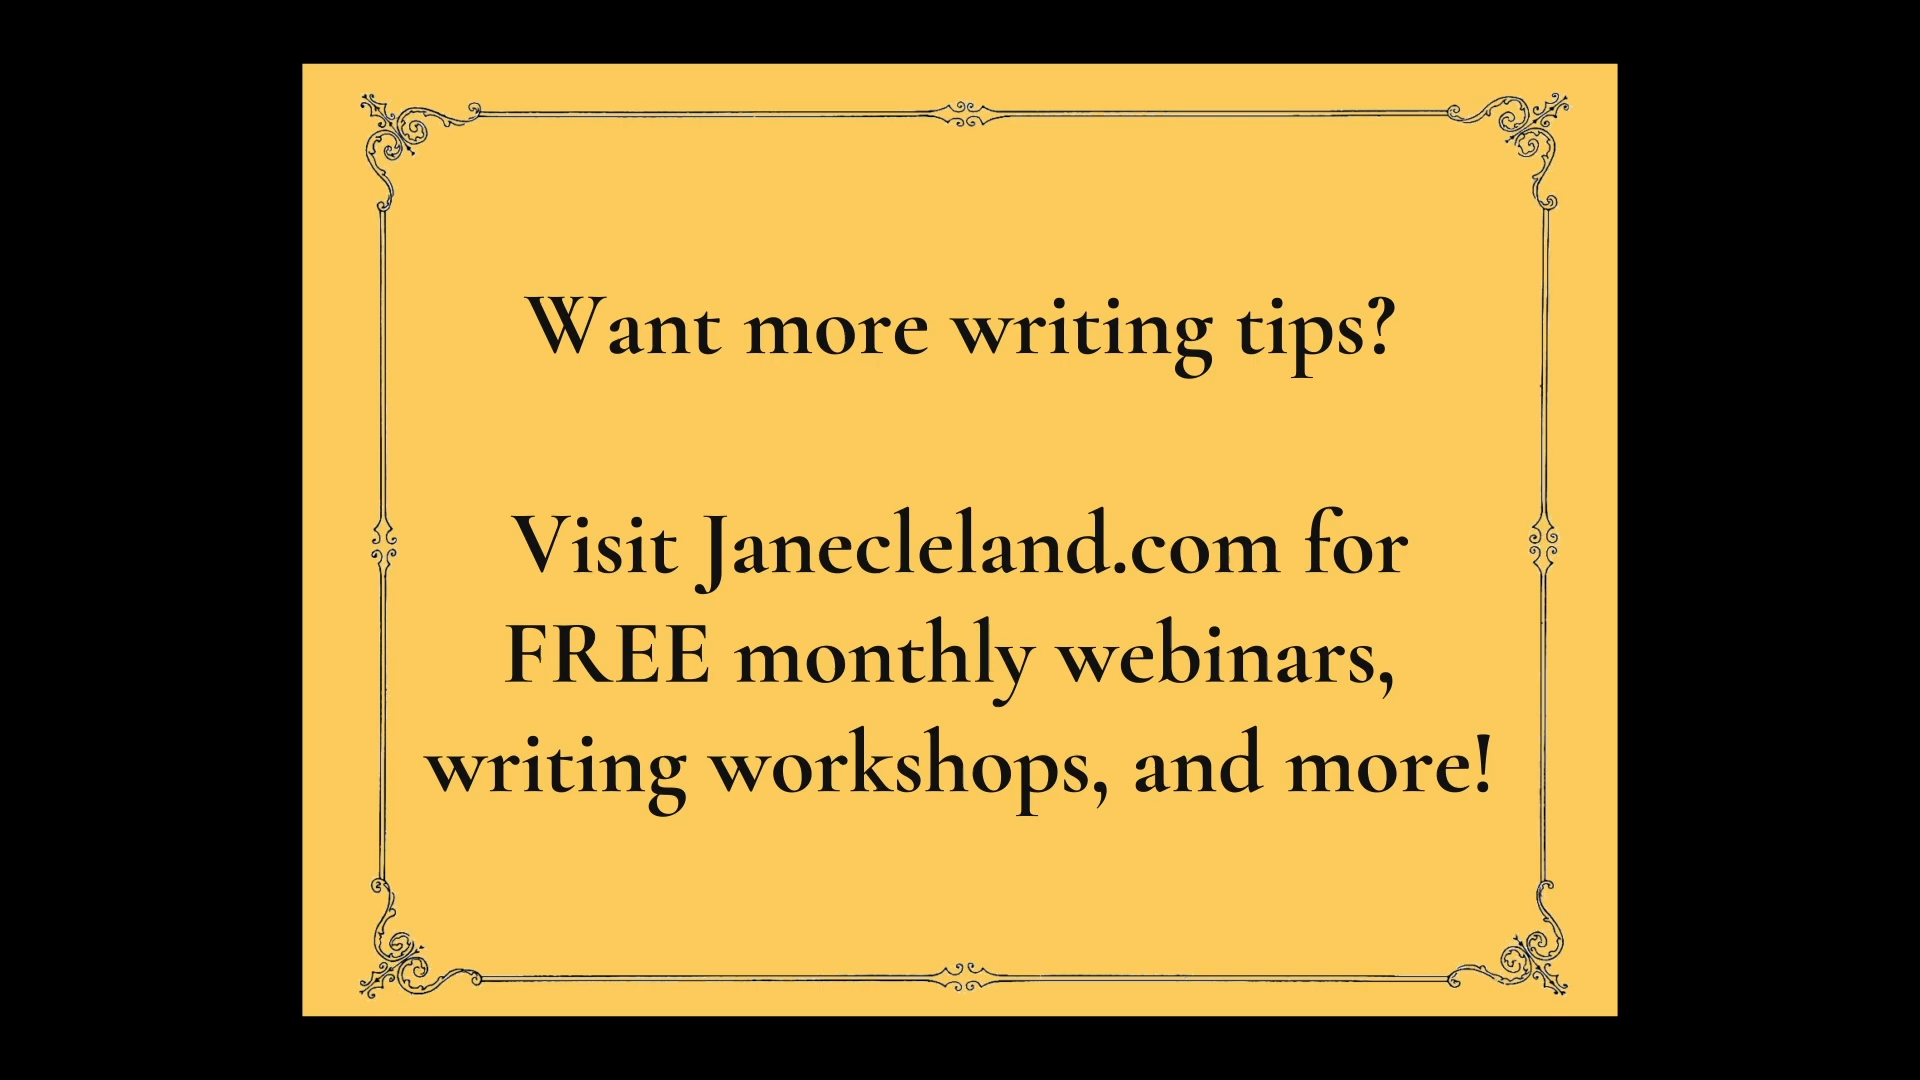 Want more writing tips?
Visit Janecleland.com for
FREE monthly webinars,
writing workshops, and more!